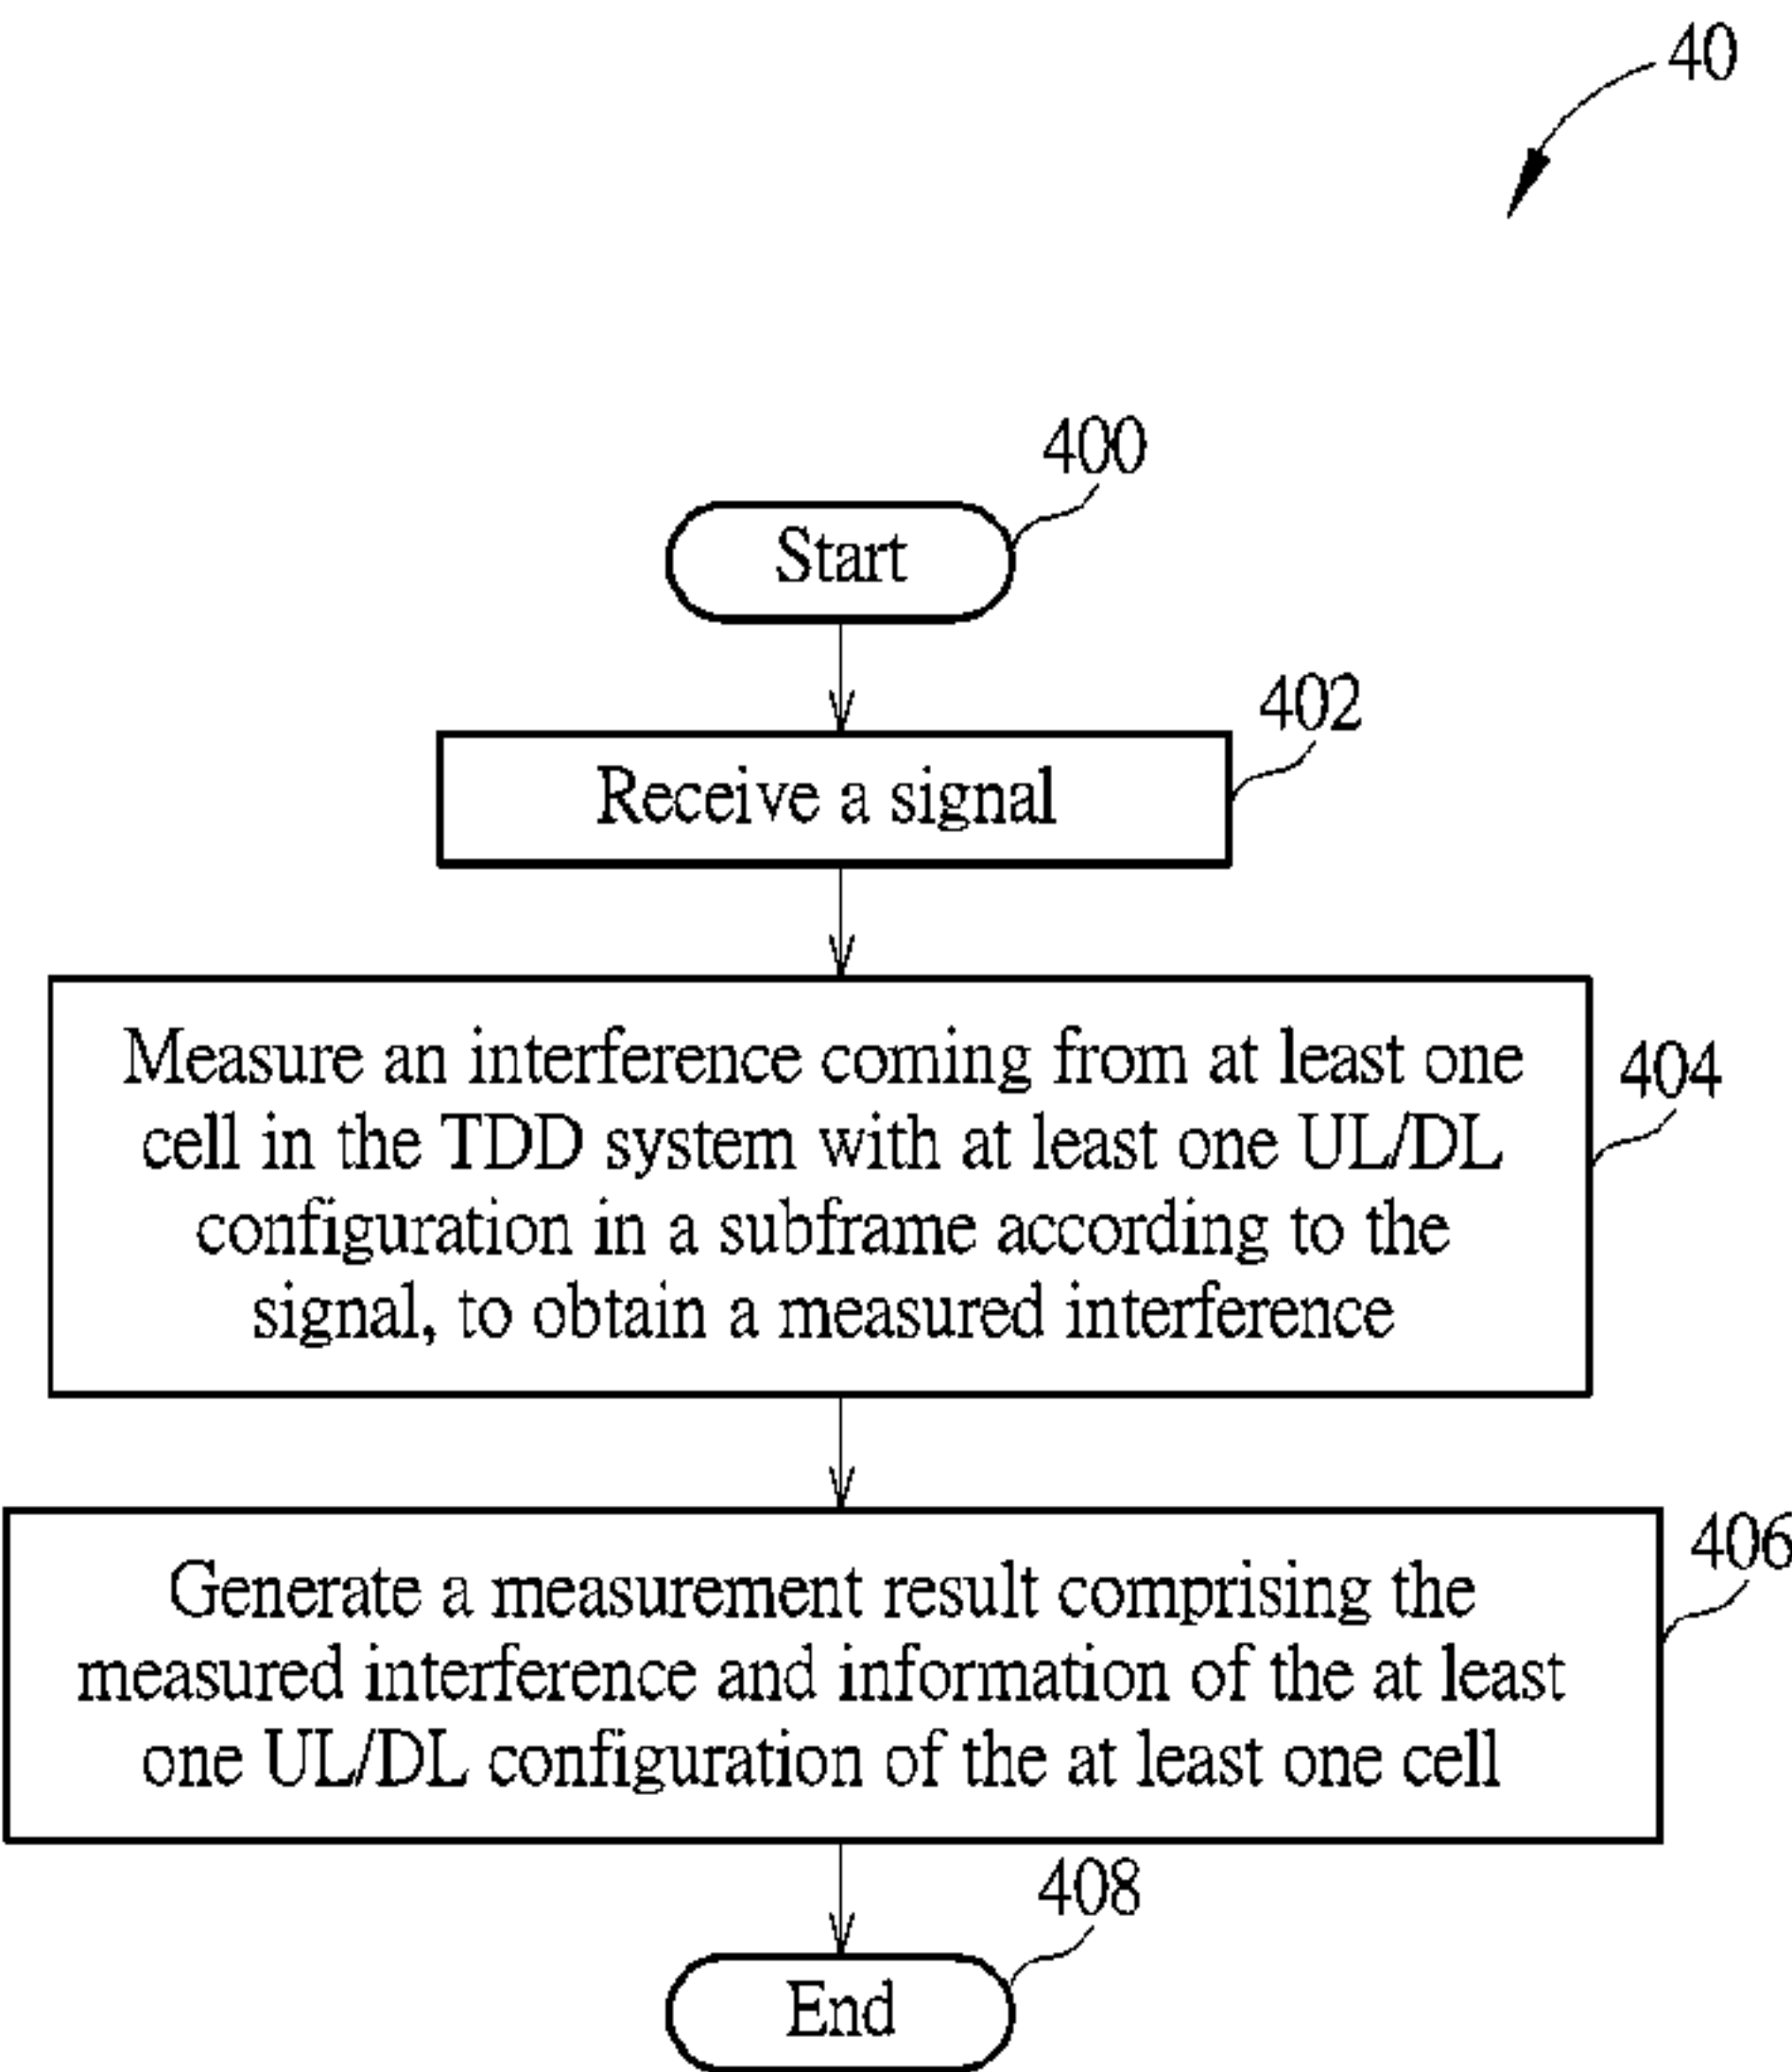 40
400
Start
402
Receive a signal
404
Measure an interference coming from at least one
cell in the TDD system with at least one UL/DL
configuration in a subframe according to the
signal, to obtain a measured interference
406
Generate a measurement result comprising the
measured interference and information of the at least
one UL/DL configuration of the at least one cell
408
End